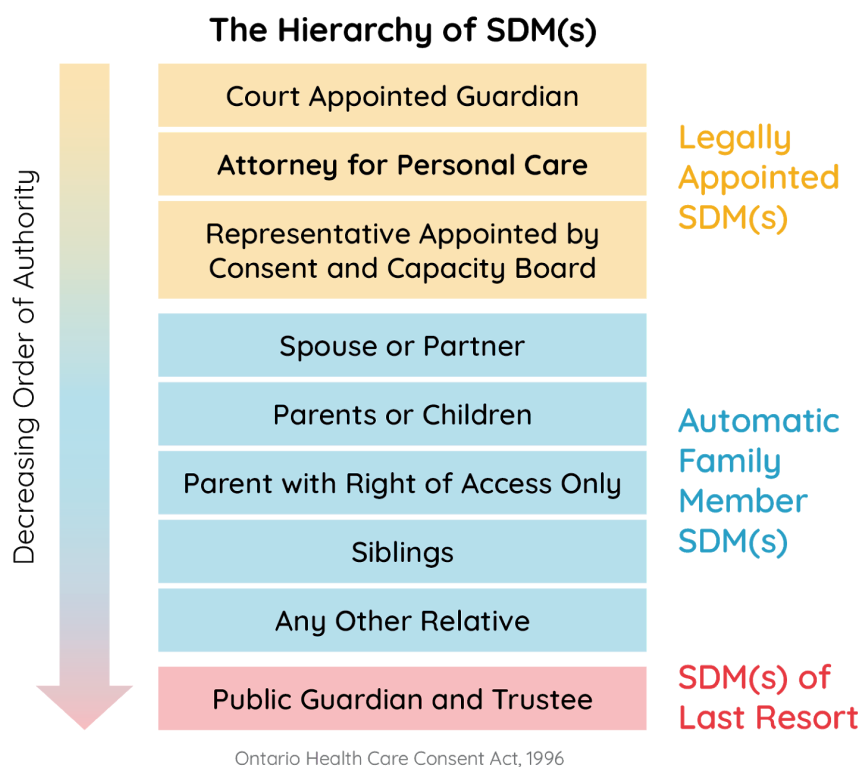 The Hierarchy of SDM(s)
Decreasing Order of Authority
Court Appointed Guardian
Attorney for Personal Care
Representative Appointed by
Consent and Capacity Board
Legally
Appointed
SDM(s)
Spouse or Partner
Parents or Children
Parent with Right of Access Only
Siblings
Any Other Relative
Automatic
Family
Member
SDM(s)
Public Guardian and Trustee
SDM(s) of
Last Resort
Ontario Health Care Consent Act, 1996